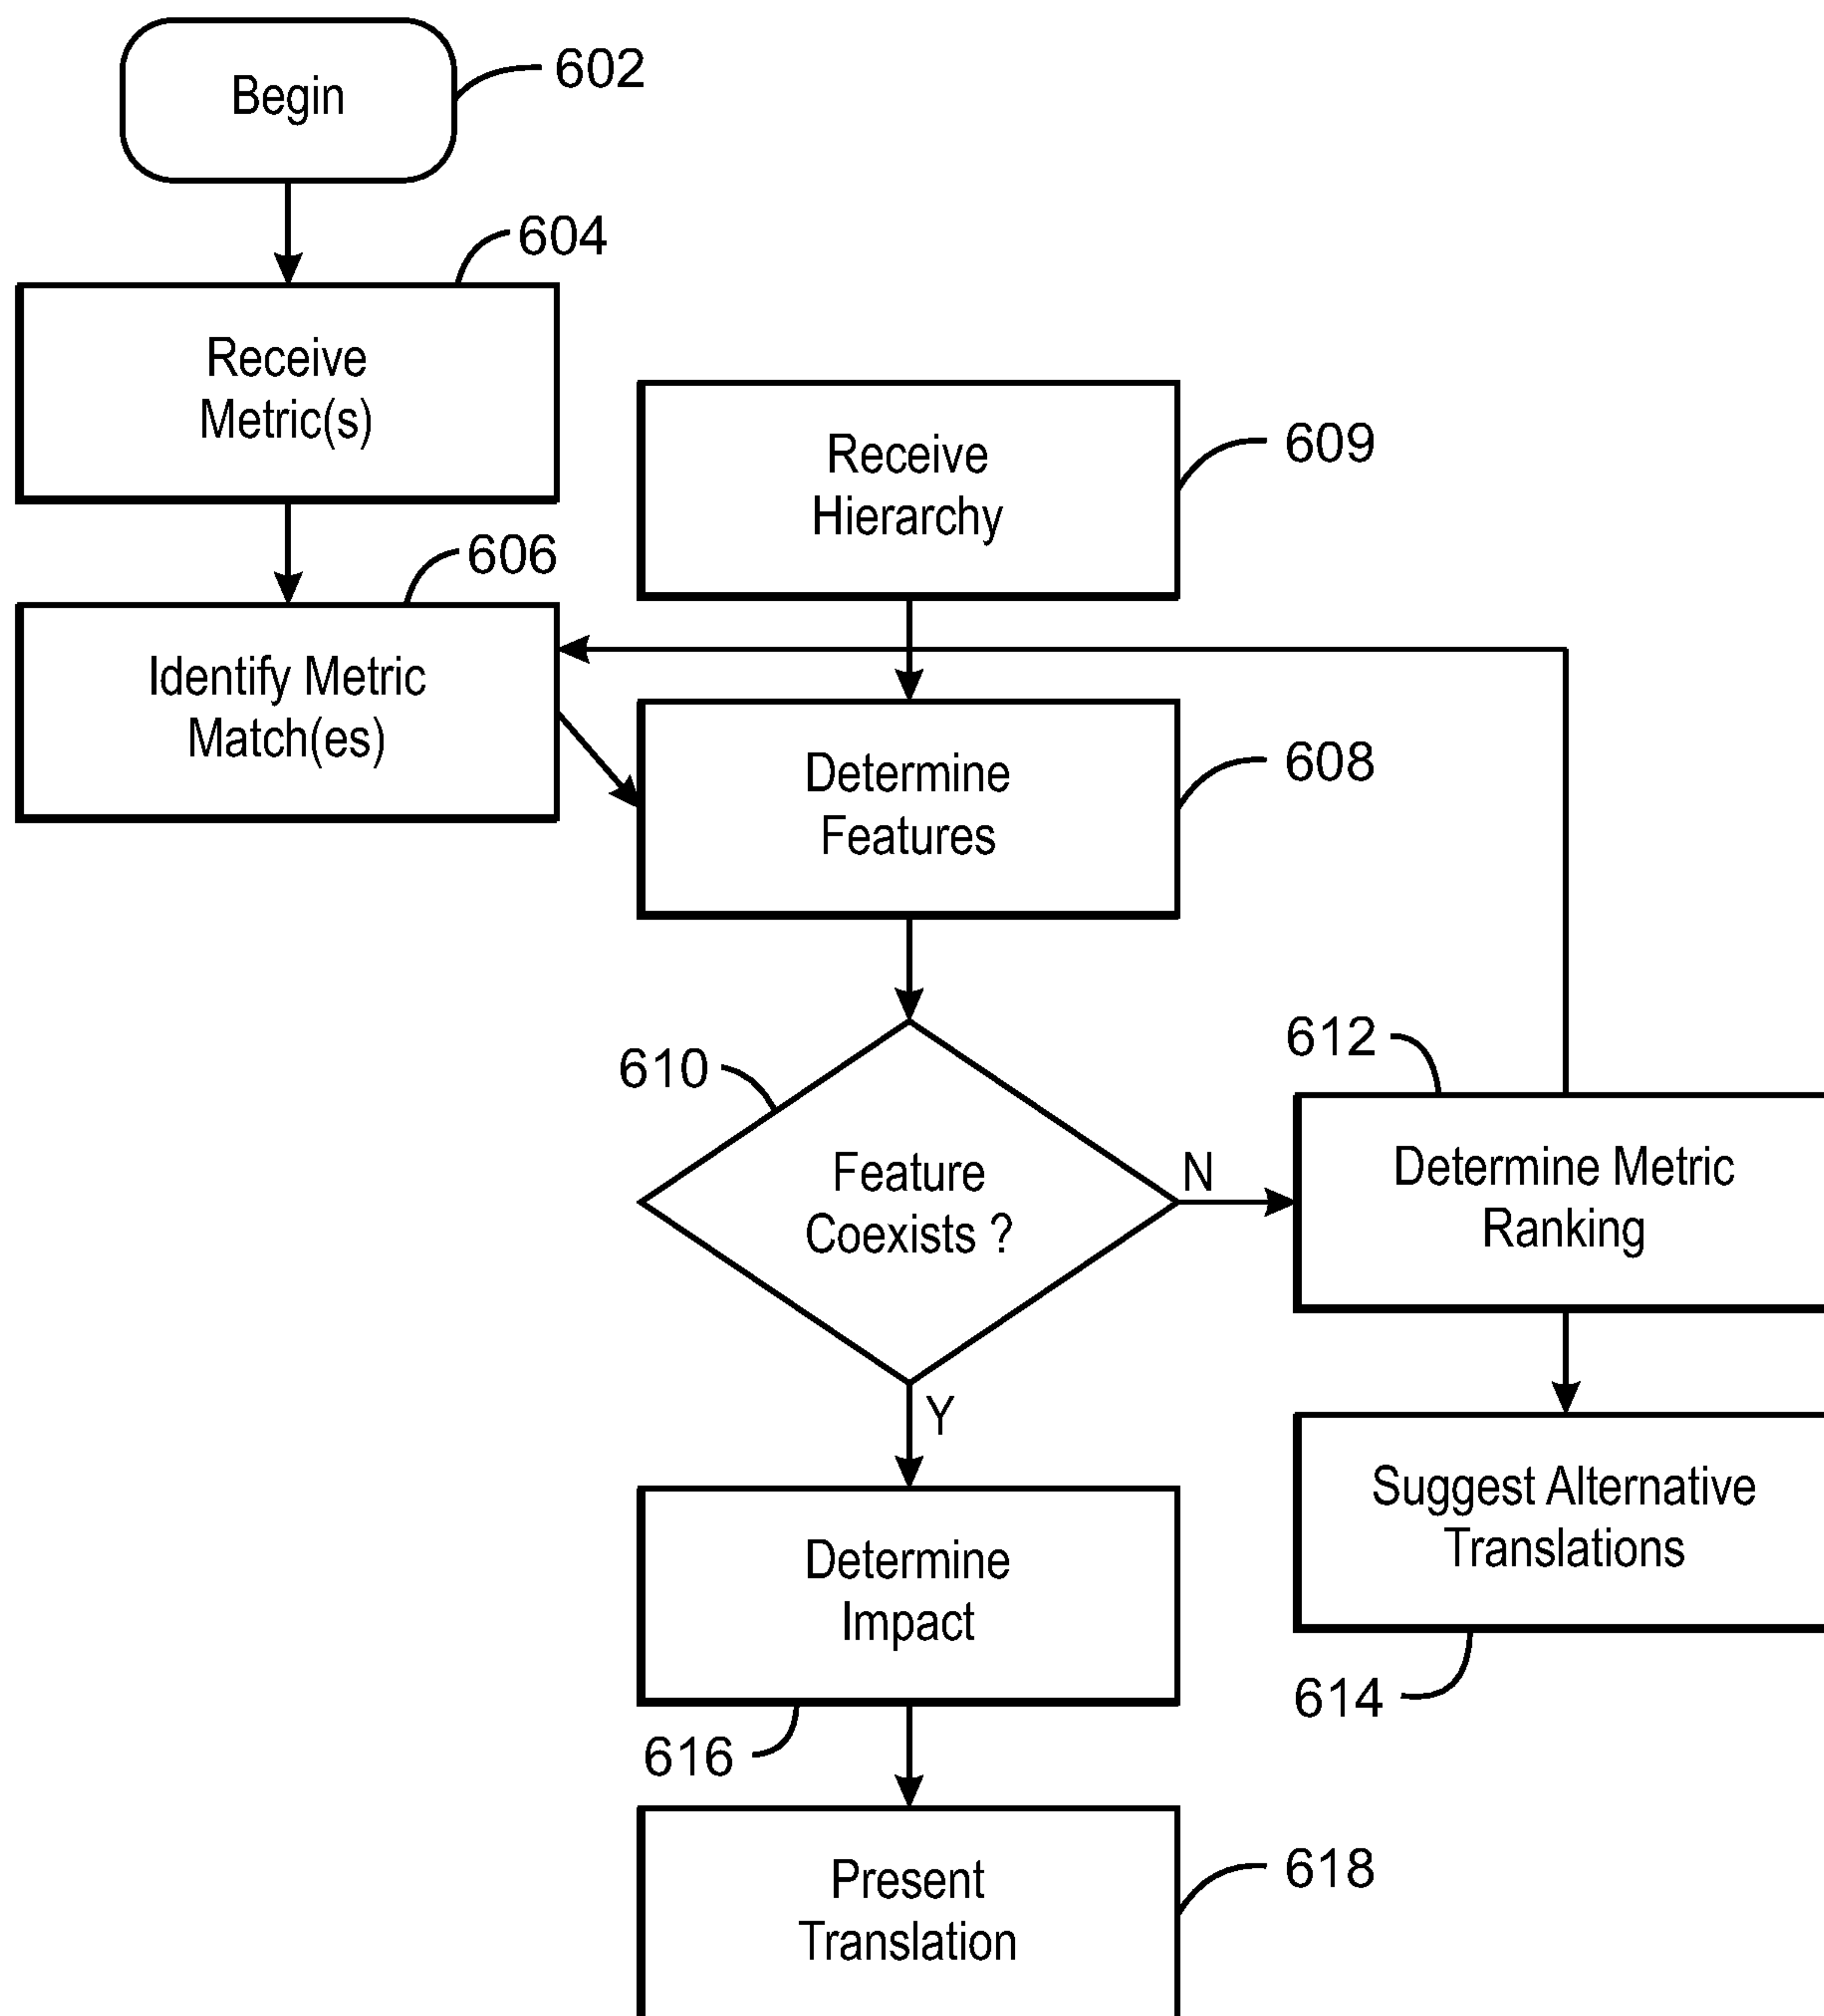 Begin
602
604
Receive
Metric(s)
609
Receive
Hierarchy
606
Identify Metric
Match(es)
608
Determine
Features
610
Feature
Coexists ?
N
Y
612
Determine Metric
Ranking
Suggest Alternative
Translations
614
Determine
Impact
616
Present
Translation
618